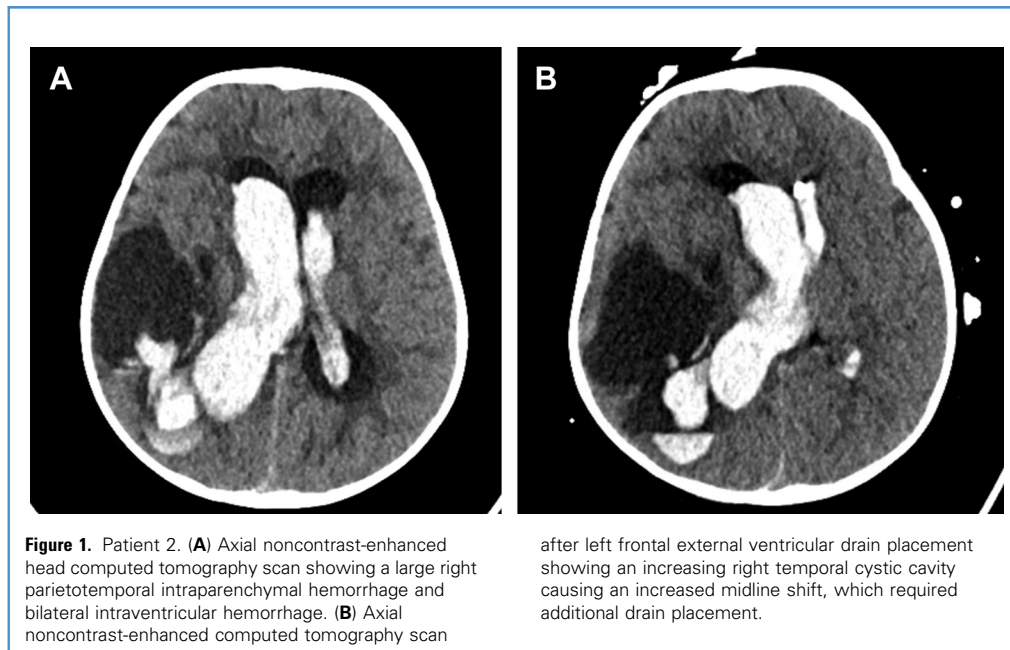 A
B
Figure 1. Patient 2. (A) Axial noncontrast-enhanced
head computed tomography scan showing a large right
parietotemporal intraparenchymal hemorrhage and
bilateral intraventricular hemorrhage. (B) Axial
noncontrast-enhanced computed tomography scan
after left frontal external ventricular drain placement
showing an increasing right temporal cystic cavity
causing an increased midline shift, which required
additional drain placement.